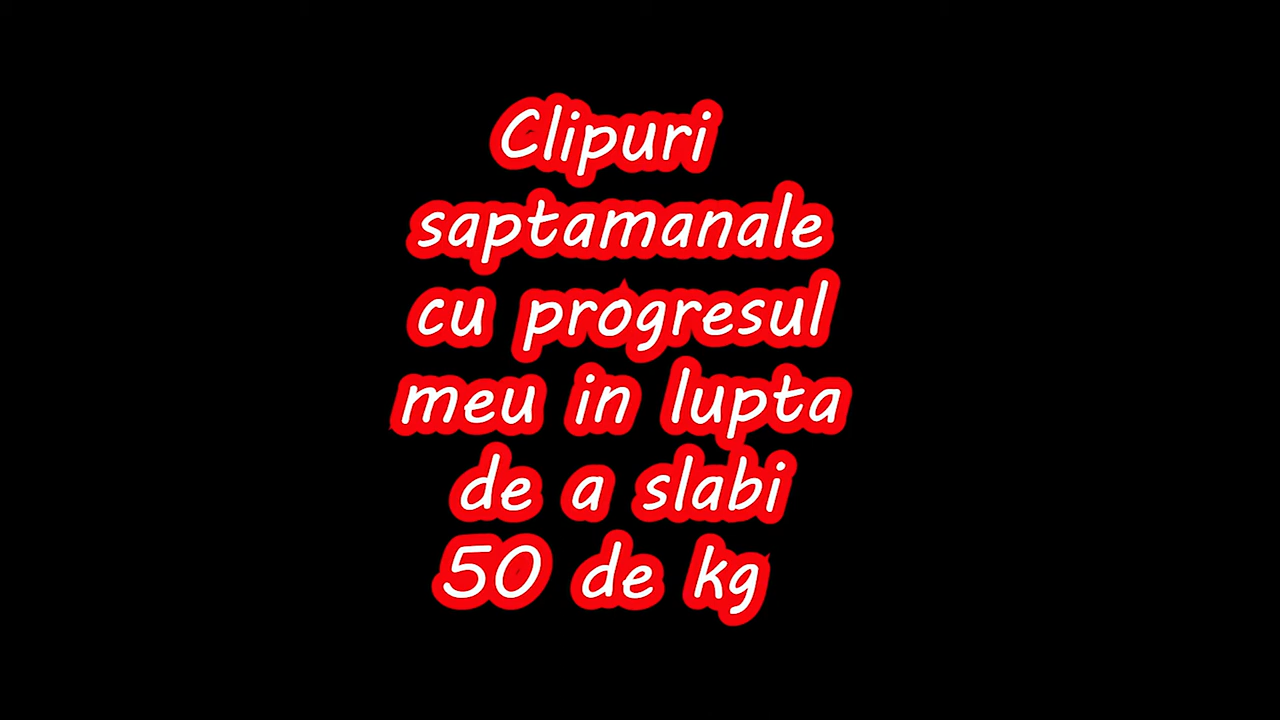 Clipuri
saptamanale
cu progresul
meu in lupta
de a slabi
50 de kg